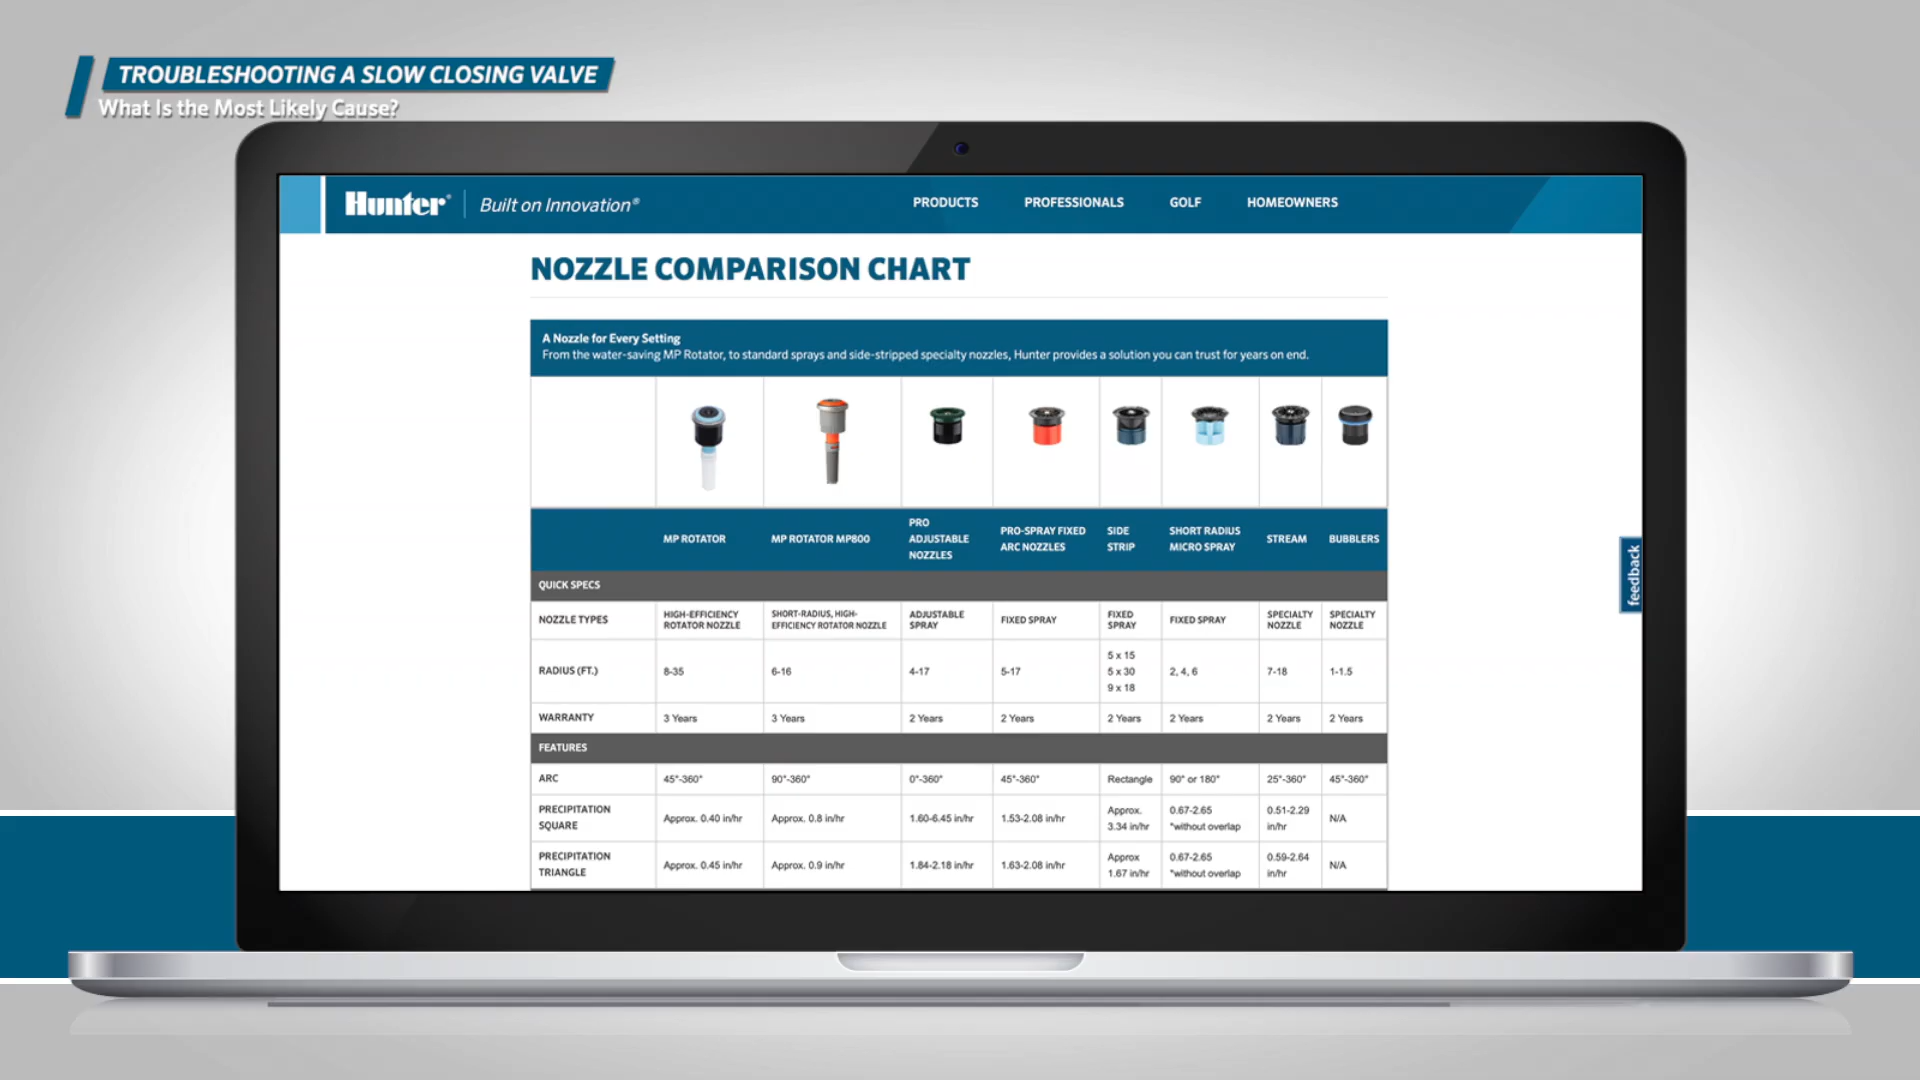 TROUBLESHOOTING A SLOW CLOSING VALVE
What Is the Most Likely Cause?
Hunter® Built on Innovation® PRODUCTS PROFESSIONALS GOLF HOMEOWNERS
NOZZLE COMPARISON CHART
A Nozzle for Every Setting
From the water-saving MP Rotator, to standard sprays and side-stripped specialty nozzles, Hunter provides a solution you can trust for years on end.
MP ROTATOR
MP ROTATOR MP800
PRO
ADJUSTABLE
NOZZLES
PRO-SPRAY FIXED
ARC NOZZLES
SIDE
STRIP
SHORT RADIUS
MICRO SPRAY
STREAM
BUBBLERS
QUICK SPECS
NOZZLE TYPES
HIGH-EFFICIENCY
ROTATOR NOZZLE
SHORT-RADIUS, HIGH-
EFFICIENCY ROTATOR NOZZLE
ADJUSTABLE
SPRAY
FIXED SPRAY
FIXED
SPRAY
FIXED SPRAY
SPECIALTY
NOZZLE
SPECIALTY
NOZZLE
RADIUS (FT.)
8-35
6-16
4-17
5-17
5 x 15
5 x 30
9 x 18
2, 4, 6
7-18
1-1.5
WARRANTY
3 Years
3 Years
2 Years
2 Years
2 Years
2 Years
2 Years
2 Years
FEATURES
ARC
45°-360°
90°-360°
0°-360°
45°-360°
Rectangle
90° or 180°
25°-360°
45°-360°
PRECIPITATION
SQUARE
Approx. 0.40 in/hr
Approx. 0.8 in/hr
1.60-6.45 in/hr
1.53-2.08 in/hr
Approx.
3.34 in/hr
0.67-2.65
*without overlap
0.51-2.29
in/hr
N/A
PRECIPITATION
TRIANGLE
Approx. 0.45 in/hr
Approx. 0.9 in/hr
1.84-2.18 in/hr
1.63-2.08 in/hr
Approx
1.67 in/hr
0.67-2.65
*without overlap
0.59-2.64
in/hr
N/A
feedback